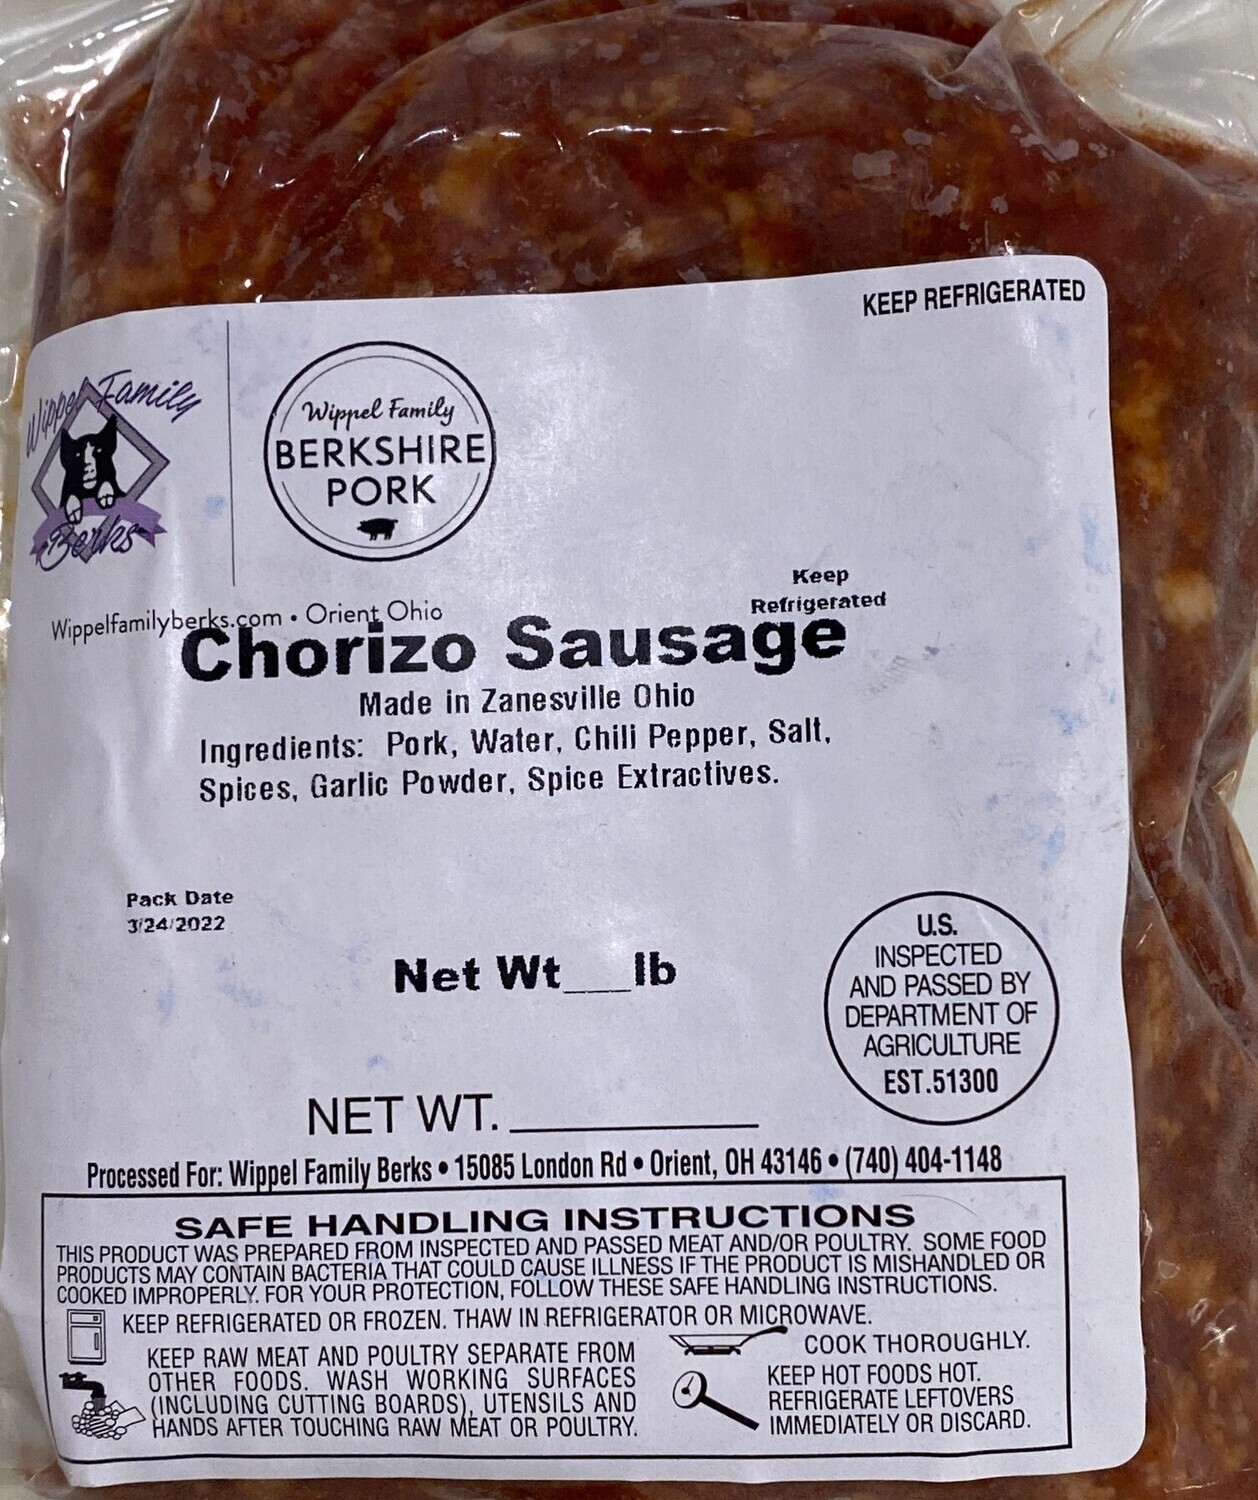 KEEP REFRIGERATED
Wippel Family
Berks
Wippel Family
BERKSHIRE
PORK
Wippelfamilyberks.com • Orient, Ohio
Keep
Refrigerated
Chorizo Sausage
Made in Zanesville Ohio
Ingredients: Pork, Water, Chili Pepper, Salt,
Spices, Garlic Powder, Spice Extractives.
Pack Date
3/24/2022
Net Wt___lb
U.S.
INSPECTED
AND PASSED BY
DEPARTMENT OF
AGRICULTURE
EST.51300
NET WT. ____________
Processed For: Wippel Family Berks • 15085 London Rd • Orient, OH 43146 • (740) 404-1148
SAFE HANDLING INSTRUCTIONS
THIS PRODUCT WAS PREPARED FROM INSPECTED AND PASSED MEAT AND/OR POULTRY. SOME FOOD
PRODUCTS MAY CONTAIN BACTERIA THAT COULD CAUSE ILLNESS IF THE PRODUCT IS MISHANDLED OR
COOKED IMPROPERLY. FOR YOUR PROTECTION, FOLLOW THESE SAFE HANDLING INSTRUCTIONS.
KEEP REFRIGERATED OR FROZEN. THAW IN REFRIGERATOR OR MICROWAVE.
KEEP RAW MEAT AND POULTRY SEPARATE FROM
OTHER FOODS. WASH WORKING SURFACES
(INCLUDING CUTTING BOARDS), UTENSILS AND
HANDS AFTER TOUCHING RAW MEAT OR POULTRY.
COOK THOROUGHLY.
KEEP HOT FOODS HOT.
REFRIGERATE LEFTOVERS
IMMEDIATELY OR DISCARD.